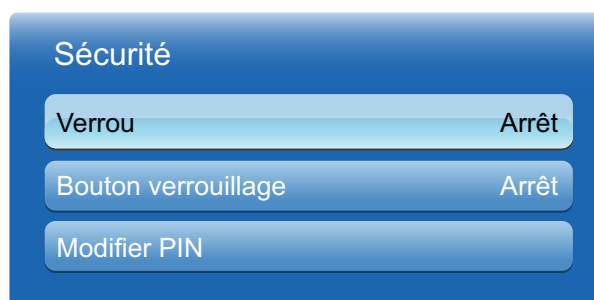 Sécurité
Verrou Arrêt
Bouton verrouillage Arrêt
Modifier PIN